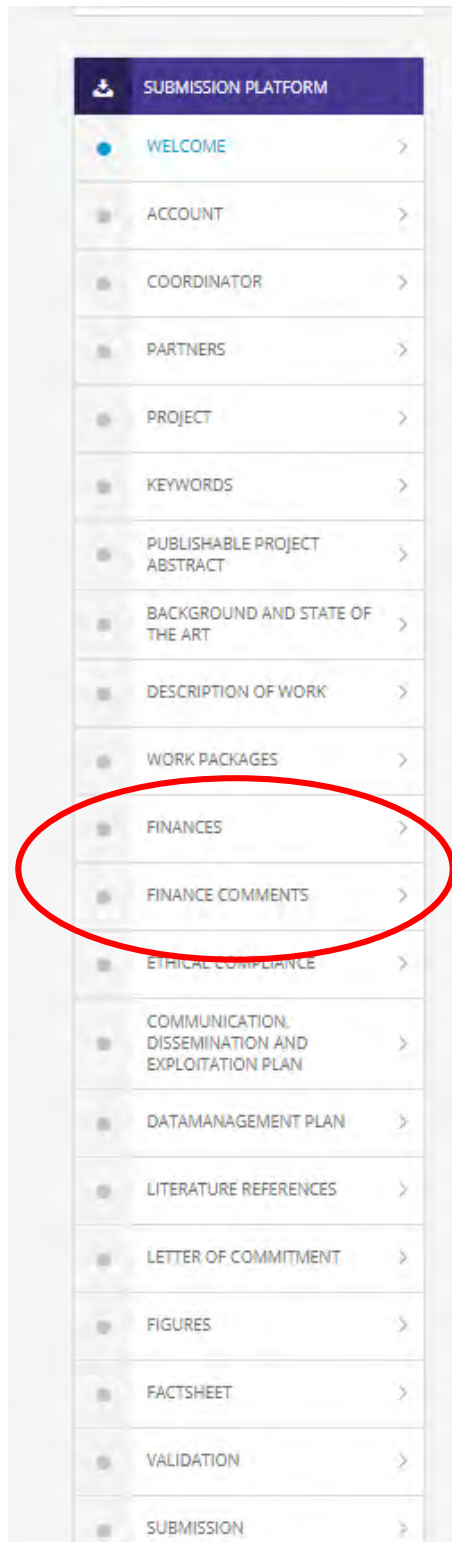 SUBMISSION PLATFORM
WELCOME
ACCOUNT
COORDINATOR
PARTNERS
PROJECT
KEYWORDS
PUBLISHABLE PROJECT
ABSTRACT
BACKGROUND AND STATE OF
THE ART
DESCRIPTION OF WORK
WORK PACKAGES
FINANCES
FINANCE COMMENTS
ETHICAL COMPLIANCE
COMMUNICATION,
DISSEMINATION AND
EXPLOITATION PLAN
DATAMANAGEMENT PLAN
LITERATURE REFERENCES
LETTER OF COMMITMENT
FIGURES
FACTSHEET
VALIDATION
SUBMISSION